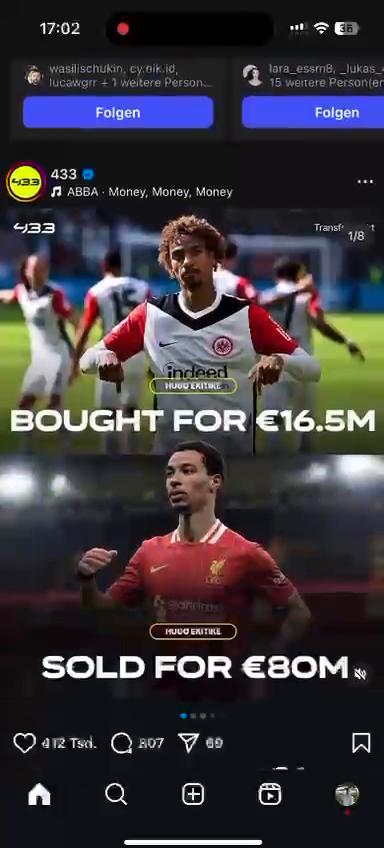 17:02
36
wasilischukin, cy.oik.id,
lucawgrr + 1 weitere Person...
lara_essm8, _lukas_
15 weitere Person(en
Folgen
Folgen
433
ABBA · Money, Money, Money
433
1/8
indeed
HUGO EKITIKE
BOUGHT FOR €16.5M
HUGO EKITIKE
SOLD FOR €80M
412 Tsd.
807
69